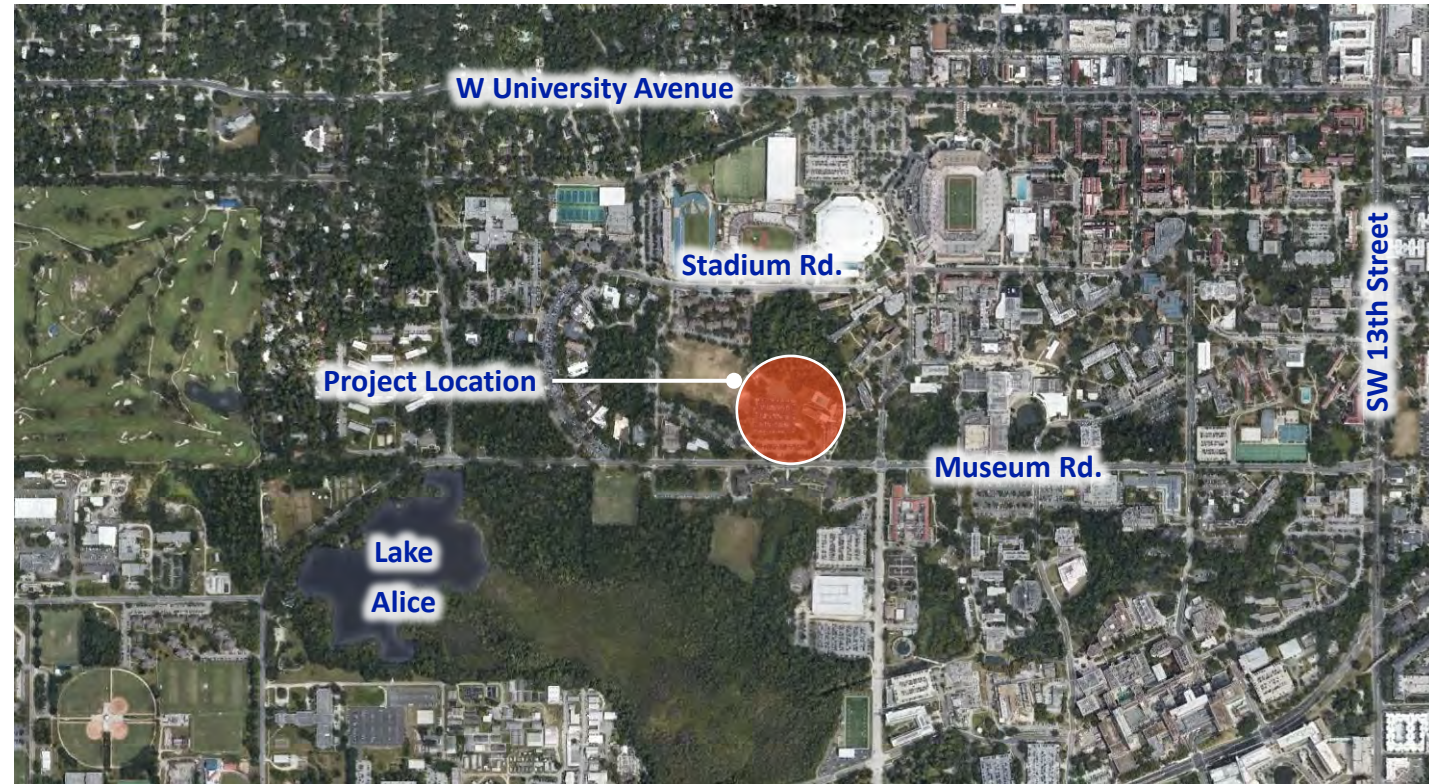 W University Avenue
Stadium Rd.
SW 13th Street
Project Location
Museum Rd.
Lake
Alice